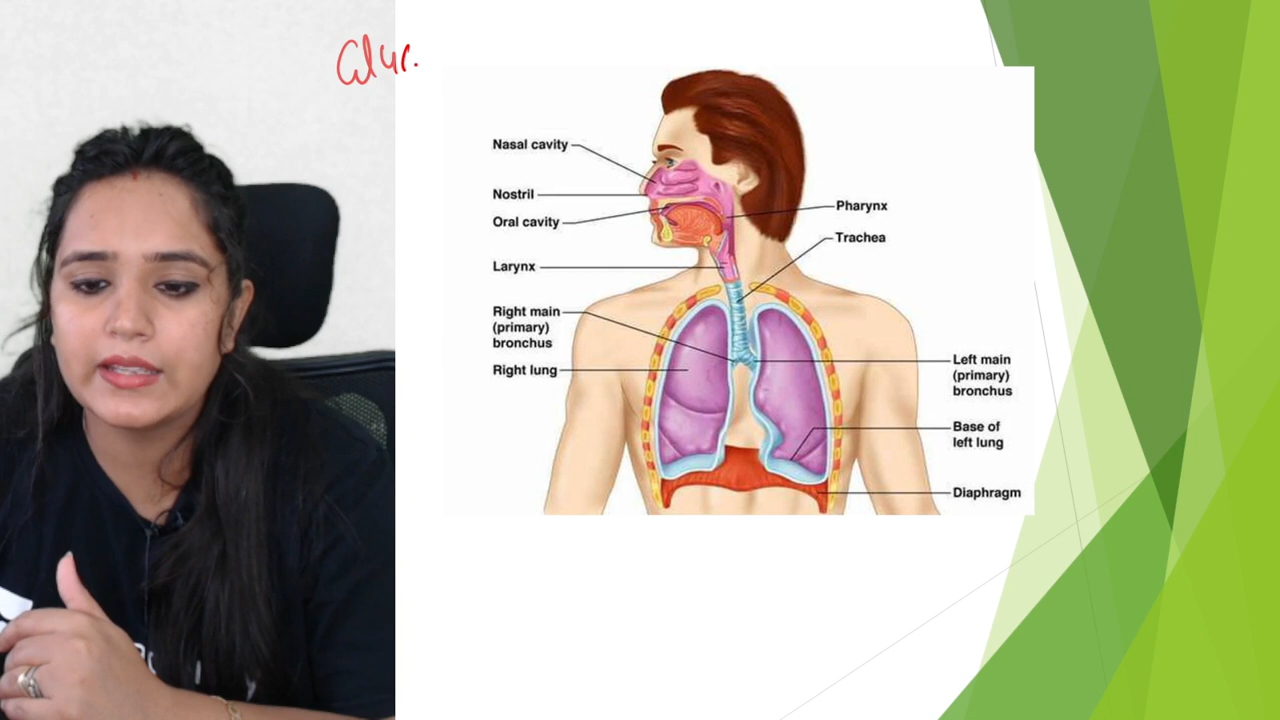 Nasal cavity
Nostril
Oral cavity
Pharynx
Trachea
Larynx
Right main
(primary)
bronchus
Right lung
Left main
(primary)
bronchus
Base of
left lung
Diaphragm